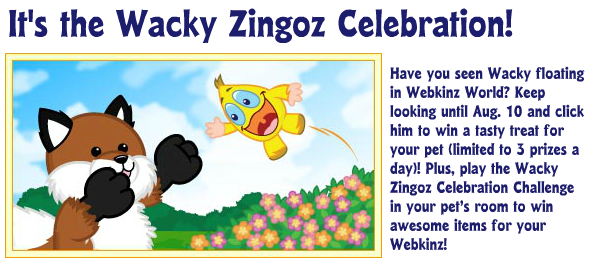 It's the Wacky Zingoz Celebration!
Have you seen Wacky floating
in Webkinz World? Keep
looking until Aug. 10 and click
him to win a tasty treat for
your pet (limited to 3 prizes a
day)! Plus, play the Wacky
Zingoz Celebration Challenge
in your pet's room to win
awesome items for your
Webkinz!